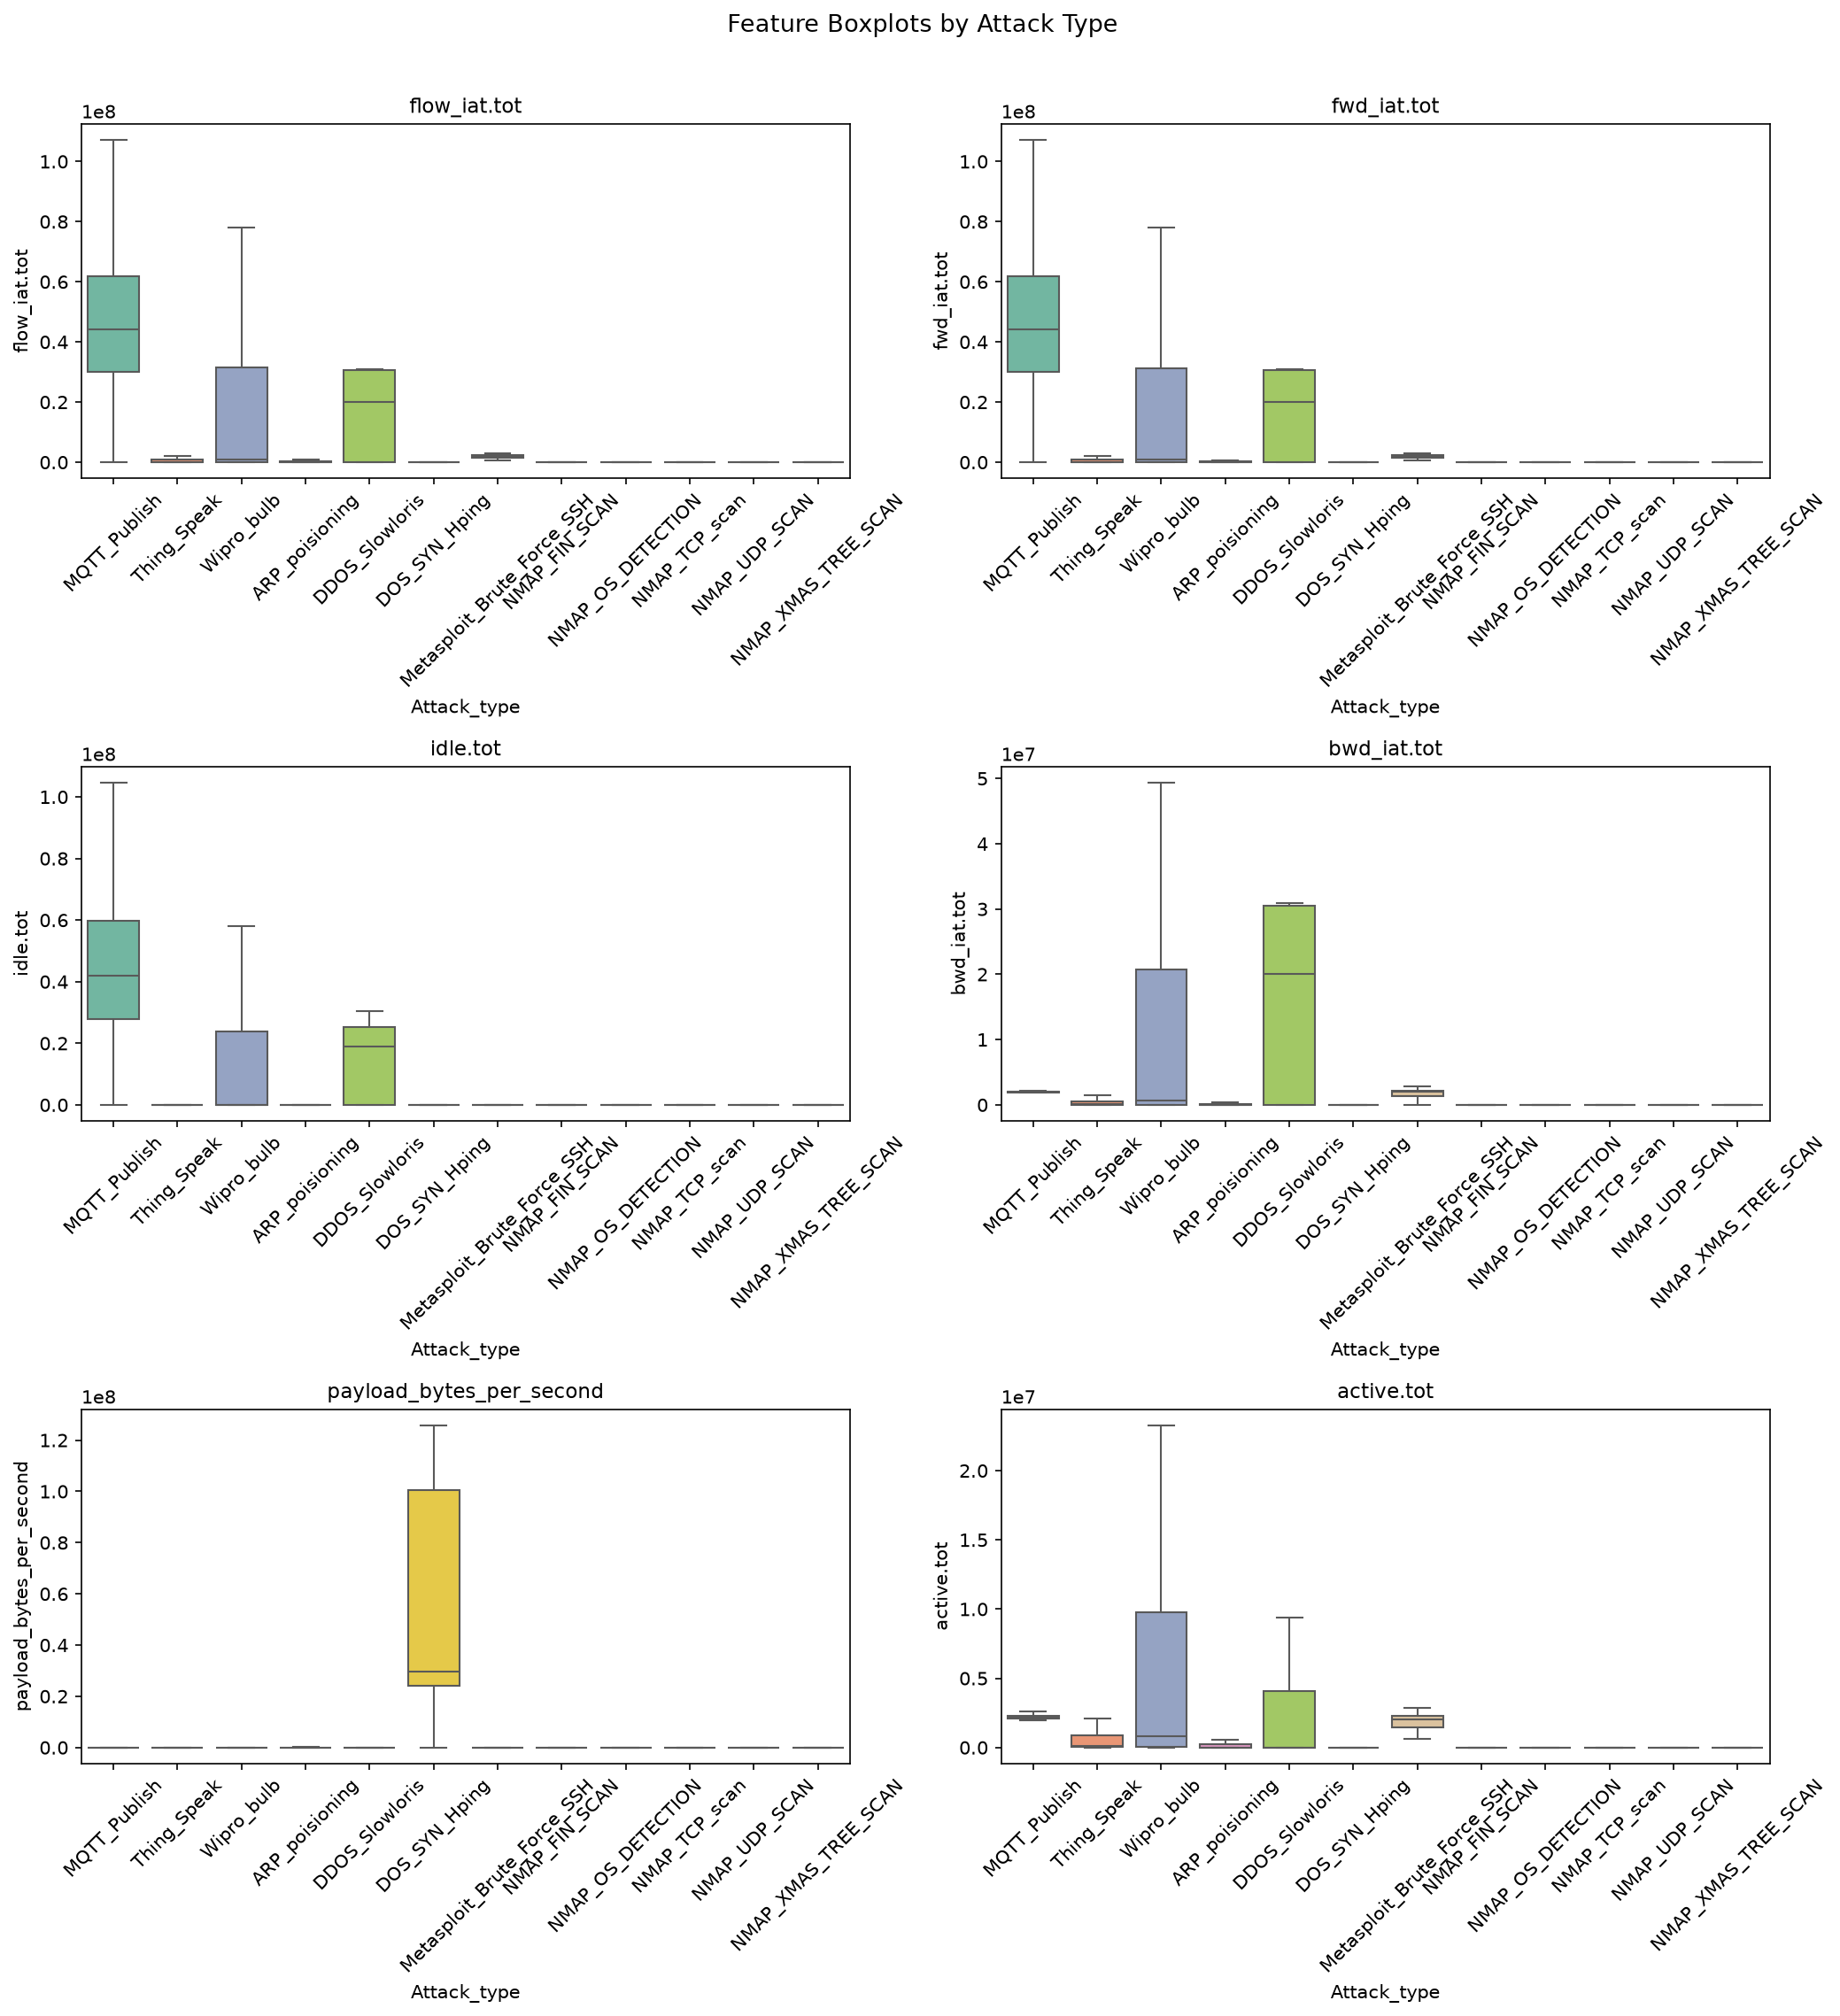 Feature Boxplots by Attack Type
flow_iat.tot
1e8
flow_iat.tot
1.0
0.8
0.6
0.4
0.2
0.0
MQTT_Publish
Thing_Speak
Wipro_bulb
ARP_poisioning
DDOS_Slowloris
DOS_SYN_Hping
Metasploit_Brute_Force_SSH
NMAP_FIN_SCAN
NMAP_OS_DETECTION
NMAP_TCP_scan
NMAP_UDP_SCAN
NMAP_XMAS_TREE_SCAN
Attack_type
fwd_iat.tot
1e8
fwd_iat.tot
1.0
0.8
0.6
0.4
0.2
0.0
MQTT_Publish
Thing_Speak
Wipro_bulb
ARP_poisioning
DDOS_Slowloris
DOS_SYN_Hping
Metasploit_Brute_Force_SSH
NMAP_FIN_SCAN
NMAP_OS_DETECTION
NMAP_TCP_scan
NMAP_UDP_SCAN
NMAP_XMAS_TREE_SCAN
Attack_type
idle.tot
1e8
idle.tot
1.0
0.8
0.6
0.4
0.2
0.0
MQTT_Publish
Thing_Speak
Wipro_bulb
ARP_poisioning
DDOS_Slowloris
DOS_SYN_Hping
Metasploit_Brute_Force_SSH
NMAP_FIN_SCAN
NMAP_OS_DETECTION
NMAP_TCP_scan
NMAP_UDP_SCAN
NMAP_XMAS_TREE_SCAN
Attack_type
bwd_iat.tot
1e7
bwd_iat.tot
5
4
3
2
1
0
MQTT_Publish
Thing_Speak
Wipro_bulb
ARP_poisioning
DDOS_Slowloris
DOS_SYN_Hping
Metasploit_Brute_Force_SSH
NMAP_FIN_SCAN
NMAP_OS_DETECTION
NMAP_TCP_scan
NMAP_UDP_SCAN
NMAP_XMAS_TREE_SCAN
Attack_type
payload_bytes_per_second
1e8
payload_bytes_per_second
1.2
1.0
0.8
0.6
0.4
0.2
0.0
MQTT_Publish
Thing_Speak
Wipro_bulb
ARP_poisioning
DDOS_Slowloris
DOS_SYN_Hping
Metasploit_Brute_Force_SSH
NMAP_FIN_SCAN
NMAP_OS_DETECTION
NMAP_TCP_scan
NMAP_UDP_SCAN
NMAP_XMAS_TREE_SCAN
Attack_type
active.tot
1e7
active.tot
2.0
1.5
1.0
0.5
0.0
MQTT_Publish
Thing_Speak
Wipro_bulb
ARP_poisioning
DDOS_Slowloris
DOS_SYN_Hping
Metasploit_Brute_Force_SSH
NMAP_FIN_SCAN
NMAP_OS_DETECTION
NMAP_TCP_scan
NMAP_UDP_SCAN
NMAP_XMAS_TREE_SCAN
Attack_type